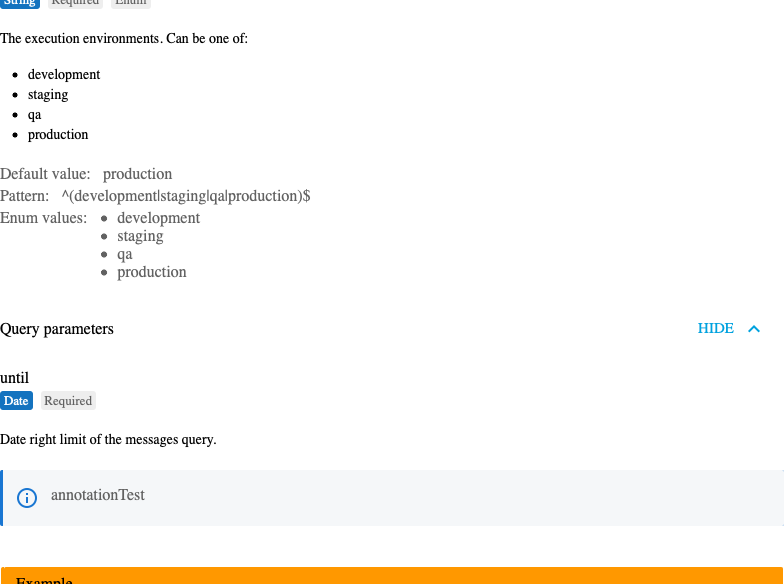 String Required Enum
The execution environments. Can be one of:
development
staging
qa
production
Default value: production
Pattern: ^(development|staging|qa|production)$
Enum values: development
staging
qa
production
Query parameters HIDE
until
Date Required
Date right limit of the messages query.
annotationTest
Example